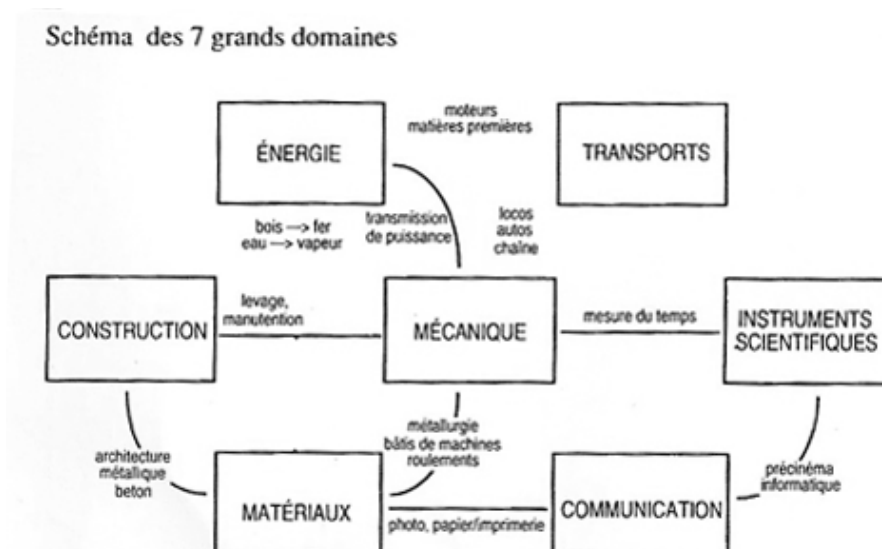 Schéma des 7 grands domaines
moteurs
matières premières
ÉNERGIE
TRANSPORTS
bois → fer
eau → vapeur
transmission
de puissance
locos
autos
chaîne
CONSTRUCTION
levage,
manutention
MÉCANIQUE
mesure du temps
INSTRUMENTS
SCIENTIFIQUES
architecture
métallique
beton
métallurgie
bâtis de machines
roulements
précinéma
informatique
MATÉRIAUX
photo, papier/imprimerie
COMMUNICATION